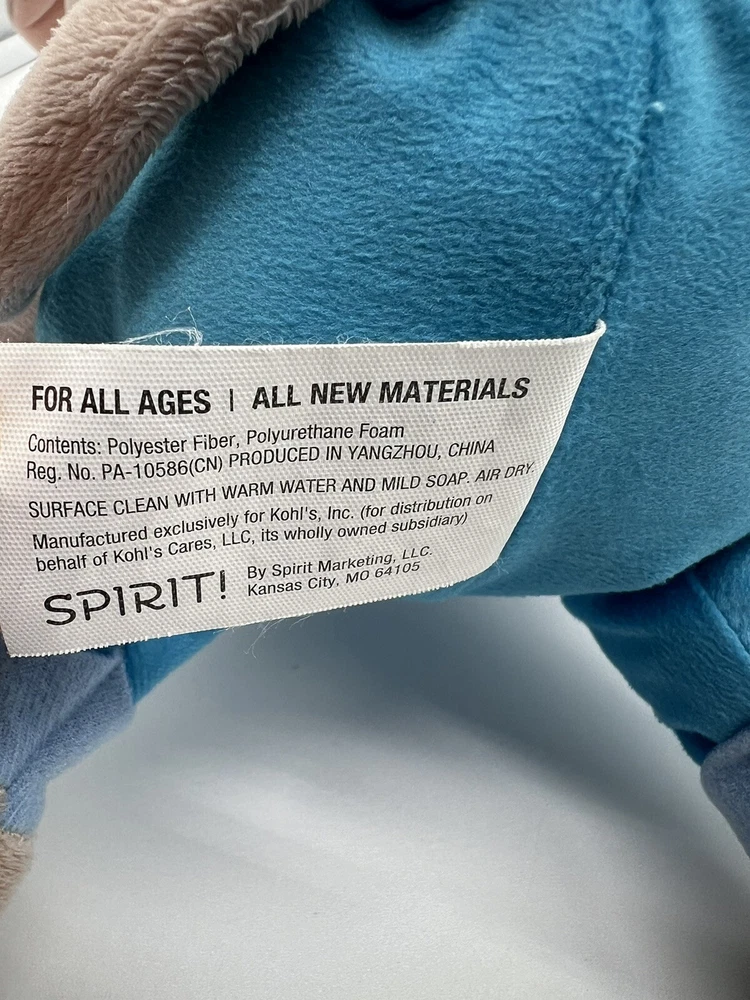 FOR ALL AGES | ALL NEW MATERIALS
Contents: Polyester Fiber, Polyurethane Foam
Reg. No. PA-10586(CN) PRODUCED IN YANGZHOU, CHINA
SURFACE CLEAN WITH WARM WATER AND MILD SOAP. AIR DRY.
Manufactured exclusively for Kohl's, Inc. (for distribution on
behalf of Kohl's Cares, LLC, its wholly owned subsidiary)
SPIRIT!
By Spirit Marketing, LLC.
Kansas City, MO 64105